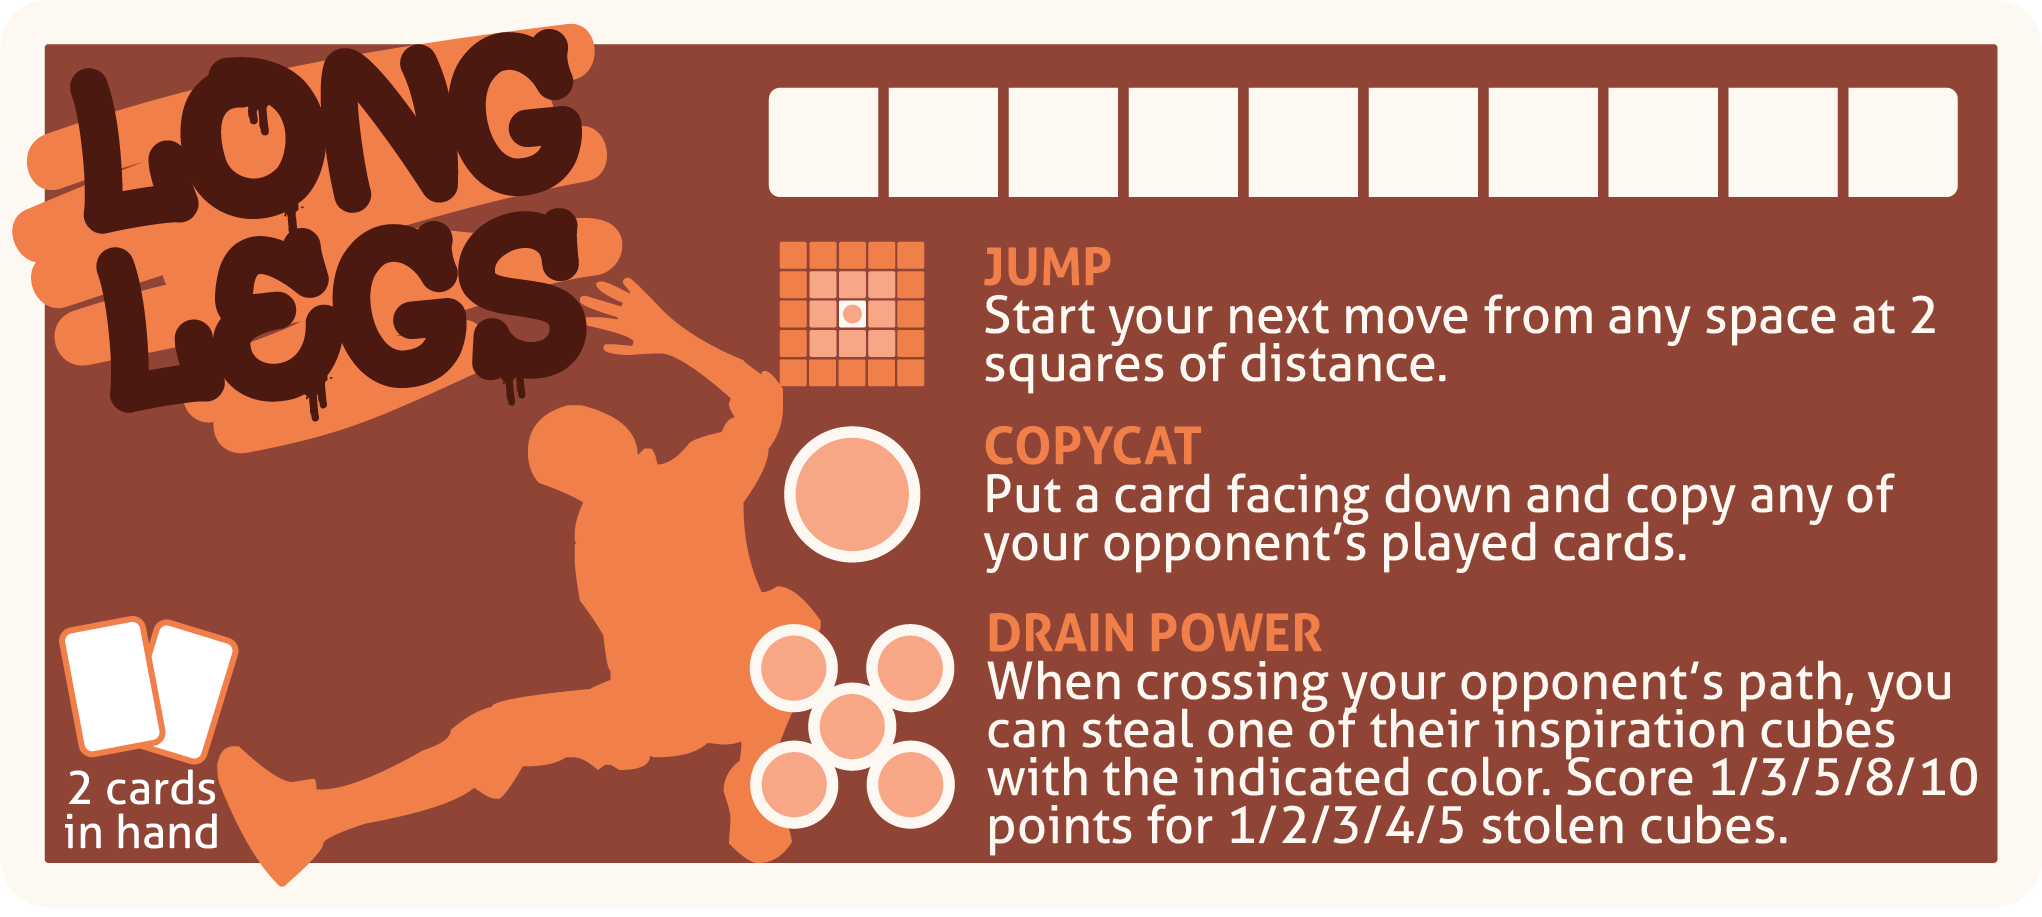 LONG
LEGS
JUMP
Start your next move from any space at 2
squares of distance.
COPYCAT
Put a card facing down and copy any of
your opponent's played cards.
DRAIN POWER
When crossing your opponent's path, you
can steal one of their inspiration cubes
with the indicated color. Score 1/3/5/8/10
points for 1/2/3/4/5 stolen cubes.
2 cards
in hand